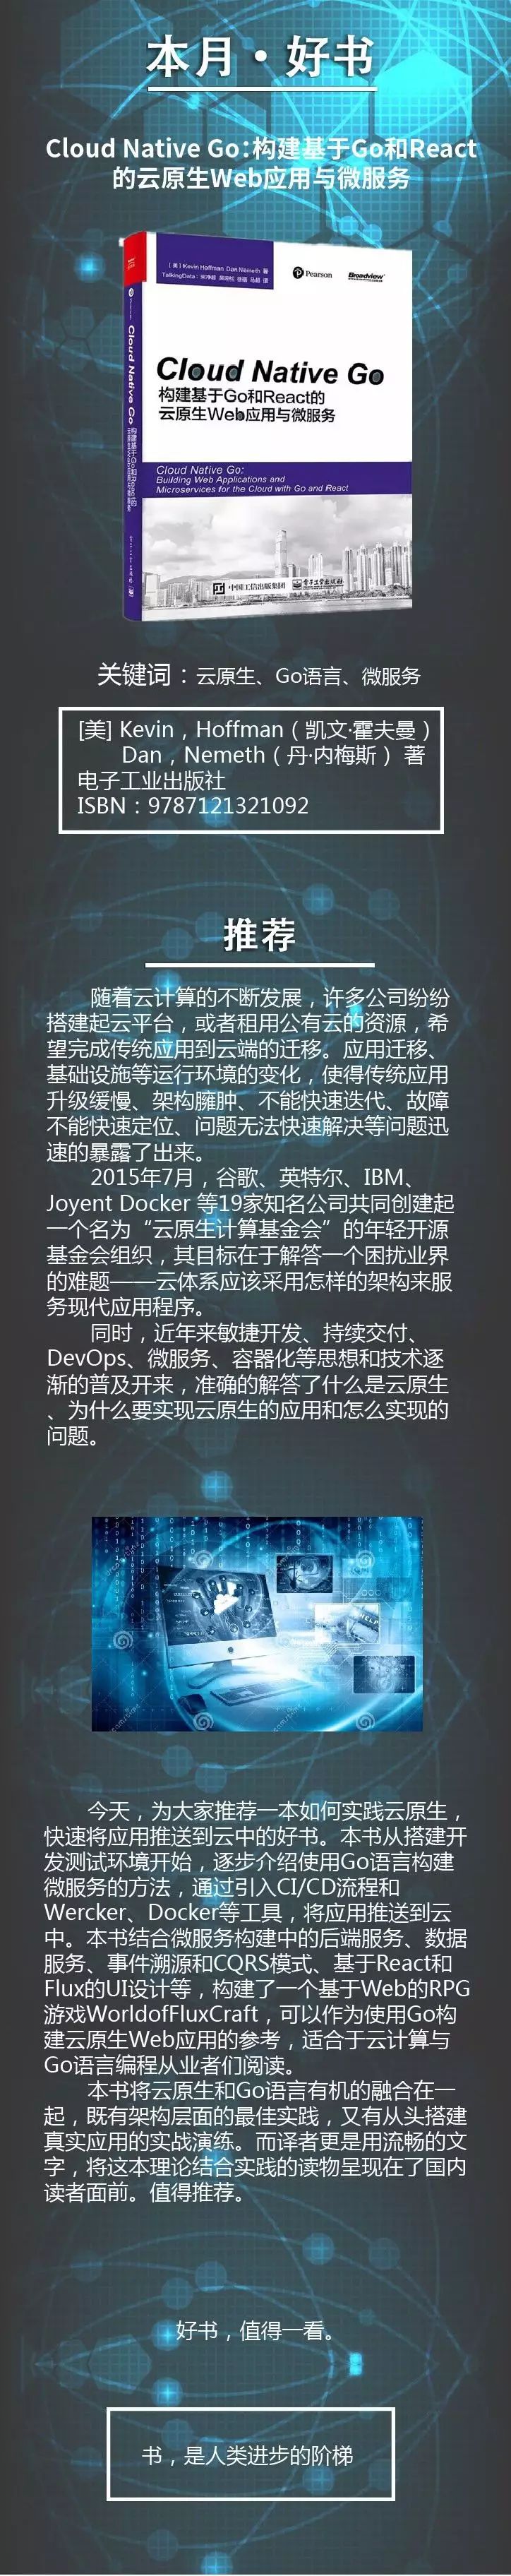 本月·好书
Cloud Native Go:构建基于Go和React
的云原生Web应用与微服务
[美] Kevin Hoffman Dan Nemeth 著
TalkingData
Pearson
Broadview
Cloud Native Go
构建基于Go和React的
云原生Web应用与微服务
Cloud Native Go:
Building Web Applications and
Microservices for the Cloud with Go and React
中国工信出版集团
电子工业出版社
Cloud Native Go
构建基于Go和React的
云原生Web应用与微服务
关键词：云原生、Go语言、微服务
[美] Kevin，Hoffman（凯文·霍夫曼）
Dan，Nemeth（丹·内梅斯） 著
电子工业出版社
ISBN：9787121321092
推荐
随着云计算的不断发展，许多公司纷纷
搭建起云平台，或者租用公有云的资源，希
望完成传统应用到云端的迁移。应用迁移、
基础设施等运行环境的变化，使得传统应用
升级缓慢、架构臃肿、不能快速迭代、故障
不能快速定位、问题无法快速解决等问题迅
速的暴露了出来。
2015年7月，谷歌、英特尔、IBM、
Joyent Docker 等19家知名公司共同创建起
一个名为“云原生计算基金会”的年轻开源
基金会组织，其目标在于解答一个困扰业界
的难题——云体系应该采用怎样的架构来服
务现代应用程序。
同时，近年来敏捷开发、持续交付、
DevOps、微服务、容器化等思想和技术逐
渐的普及开来，准确的解答了什么是云原生
、为什么要实现云原生的应用和怎么实现的
问题。
HELP
今天，为大家推荐一本如何实践云原生，
快速将应用推送到云中的好书。本书从搭建开
发测试环境开始，逐步介绍使用Go语言构建
微服务的方法，通过引入CI/CD流程和
Wercker、Docker等工具，将应用推送到云
中。本书结合微服务构建中的后端服务、数据
服务、事件溯源和CQRS模式、基于React和
Flux的UI设计等，构建了一个基于Web的RPG
游戏WorldofFluxCraft，可以作为使用Go构
建云原生Web应用的参考，适合于云计算与
Go语言编程从业者们阅读。
本书将云原生和Go语言有机的融合在一
起，既有架构层面的最佳实践，又有从头搭建
真实应用的实战演练。而译者更是用流畅的文
字，将这本理论结合实践的读物呈现在了国内
读者面前。值得推荐。
好书，值得一看。
书，是人类进步的阶梯